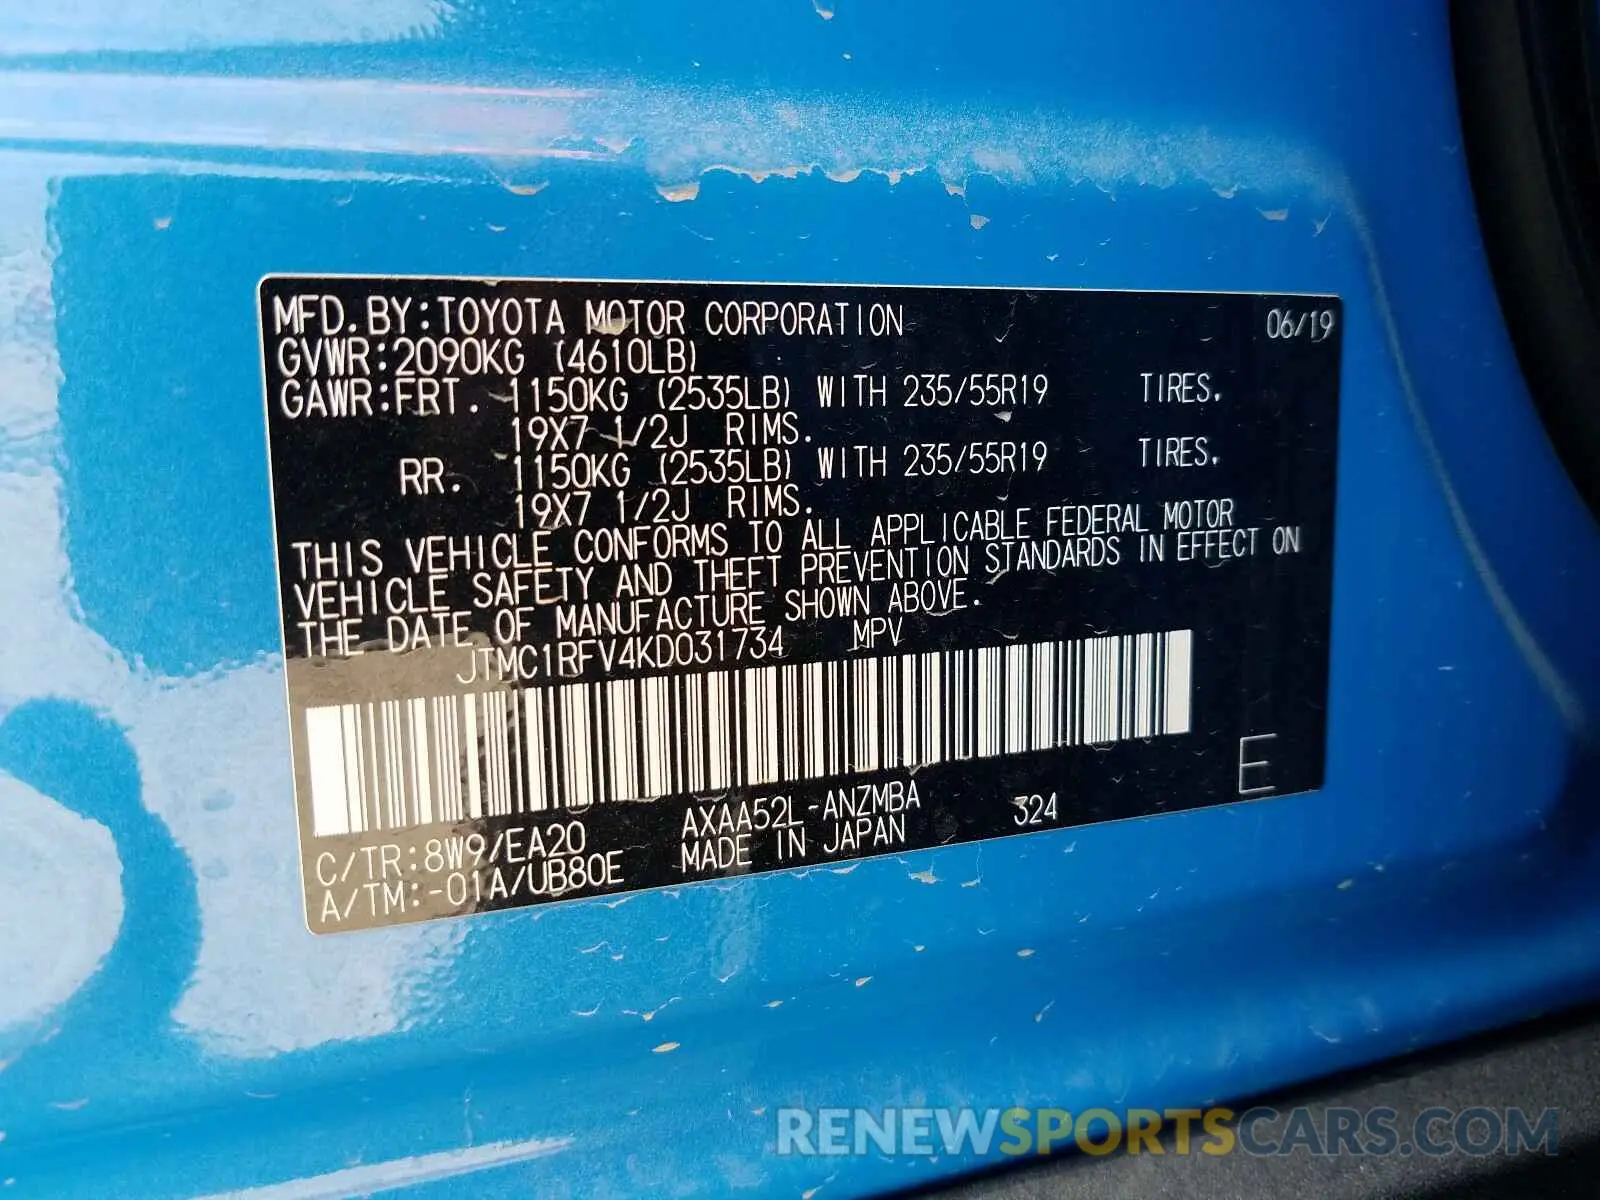 MFD. BY:TOYOTA MOTOR CORPORATION 06/19
GVWR:2090KG (4610LB)
GAWR:FRT. 1150KG (2535LB) WITH 235/55R19 TIRES.
19X7 1/2J RIMS.
RR. 1150KG (2535LB) WITH 235/55R19 TIRES.
19X7 1/2J RIMS.
THIS VEHICLE CONFORMS TO ALL APPLICABLE FEDERAL MOTOR
VEHICLE SAFETY AND THEFT PREVENTION STANDARDS IN EFFECT ON
THE DATE OF MANUFACTURE SHOWN ABOVE.
JTMC1RFV4KD031734 MPV
E
C/TR:8W9/EA20 AXAA52L-ANZMBA 324
A/TM:-01A/UB80E MADE IN JAPAN
RENEWSPORTSCARS.COM